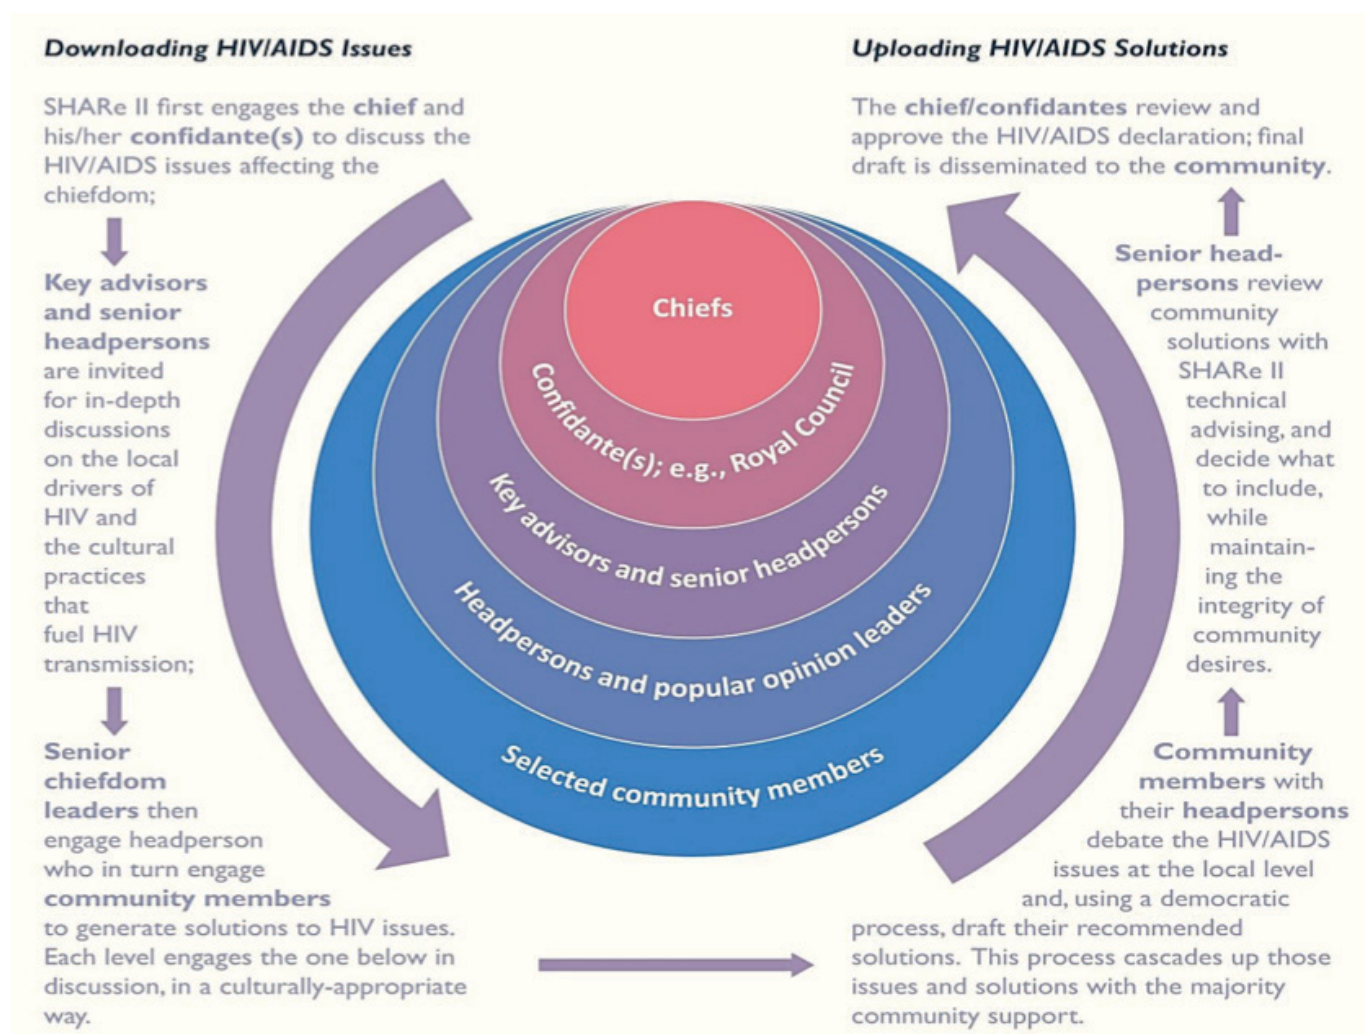 Downloading HIV/AIDS Issues
SHARe II first engages the chief and
his/her confidante(s) to discuss the
HIV/AIDS issues affecting the
chiefdom;
Key advisors
and senior
headpersons
are invited
for in-depth
discussions
on the local
drivers of
HIV and
the cultural
practices
that
fuel HIV
transmission;
Senior
chiefdom
leaders then
engage headperson
who in turn engage
community members
to generate solutions to HIV issues.
Each level engages the one below in
discussion, in a culturally-appropriate
way.
Chiefs
Confidante(s); e.g., Royal Council
Key advisors and senior headpersons
Headpersons and popular opinion leaders
Selected community members
Uploading HIV/AIDS Solutions
The chief/confidantes review and
approve the HIV/AIDS declaration; final
draft is disseminated to the community.
Senior head-
persons review
community
solutions with
SHARe II
technical
advising, and
decide what
to include,
while
maintain-
ing the
integrity of
community
desires.
Community
members with
their headpersons
debate the HIV/AIDS
issues at the local level
and, using a democratic
process, draft their recommended
solutions. This process cascades up those
issues and solutions with the majority
community support.